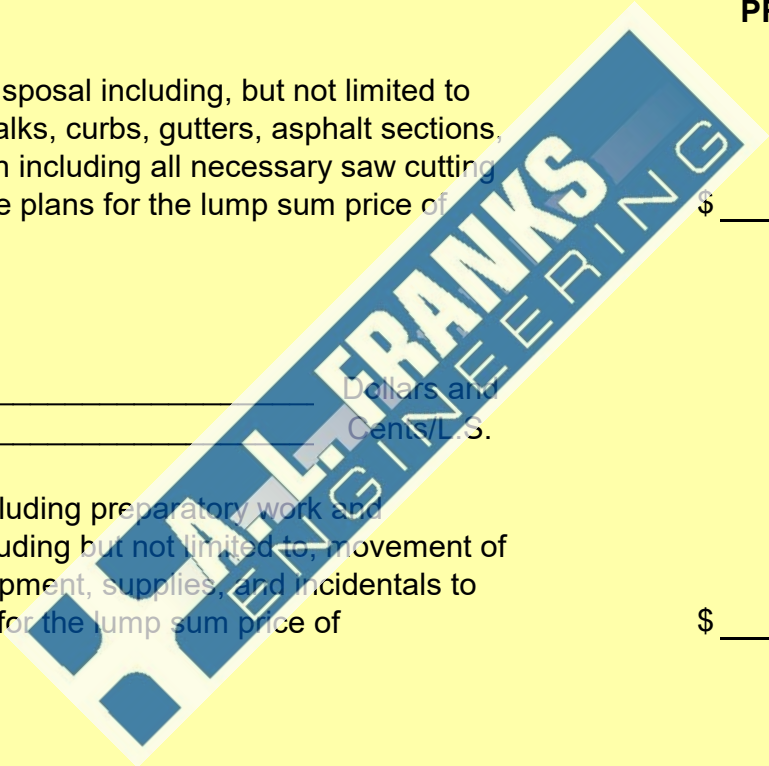 PR
sposal including, but not limited to
alks, curbs, gutters, asphalt sections,
n including all necessary saw cutting
e plans for the lump sum price of
$
Dollars and
Cents/L.S.
luding preparatory work and
uding but not limited to, movement of
pment, supplies, and incidentals to
for the lump sum price of
$
A. L. FRANKS
ENGINEERING